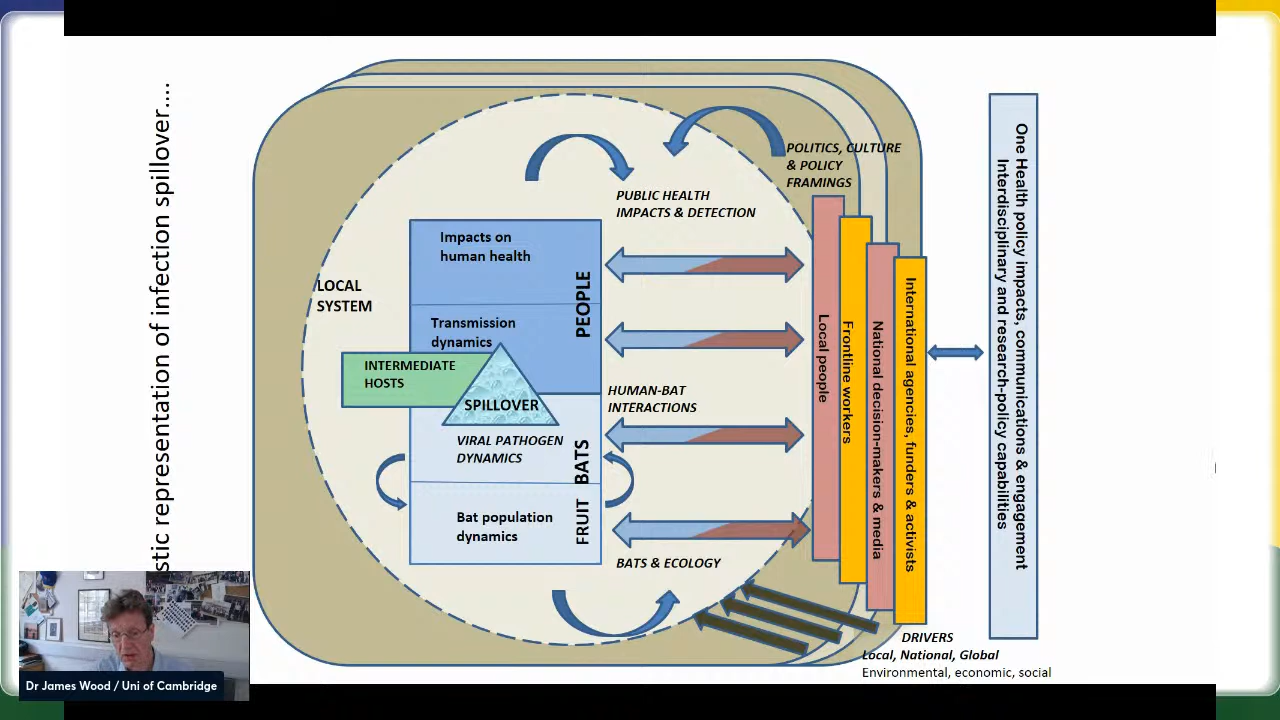 stic representation of infection spillover....
POLITICS, CULTURE
& POLICY
FRAMINGS
PUBLIC HEALTH
IMPACTS & DETECTION
Impacts on
human health
PEOPLE
LOCAL
SYSTEM
Transmission
dynamics
INTERMEDIATE
HOSTS
SPILLOVER
HUMAN-BAT
INTERACTIONS
VIRAL PATHOGEN
DYNAMICS
FRUIT BATS
Bat population
dynamics
BATS & ECOLOGY
Local people
Frontline workers
National decision-makers & media
International agencies, funders & activists
One Health policy impacts, communications & engagement
Interdisciplinary and research-policy capabilities
DRIVERS
Local, National, Global
Environmental, economic, social
Dr James Wood / Uni of Cambridge